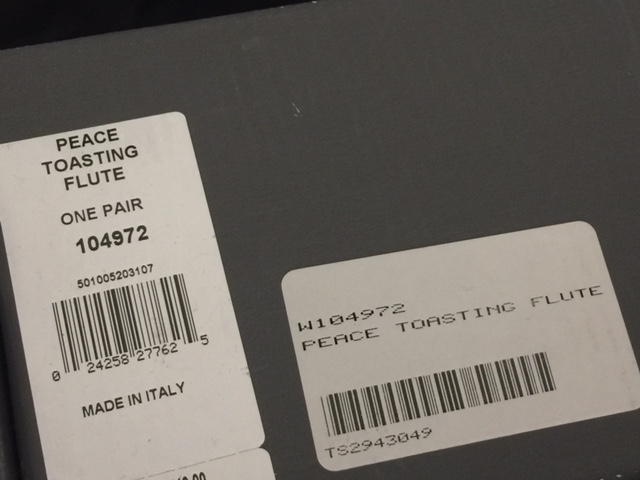 PEACE
TOASTING
FLUTE
ONE PAIR
104972
501005203107
0 24258 27762 5
MADE IN ITALY
W104972
PEACE TOASTING FLUTE
TS2943049